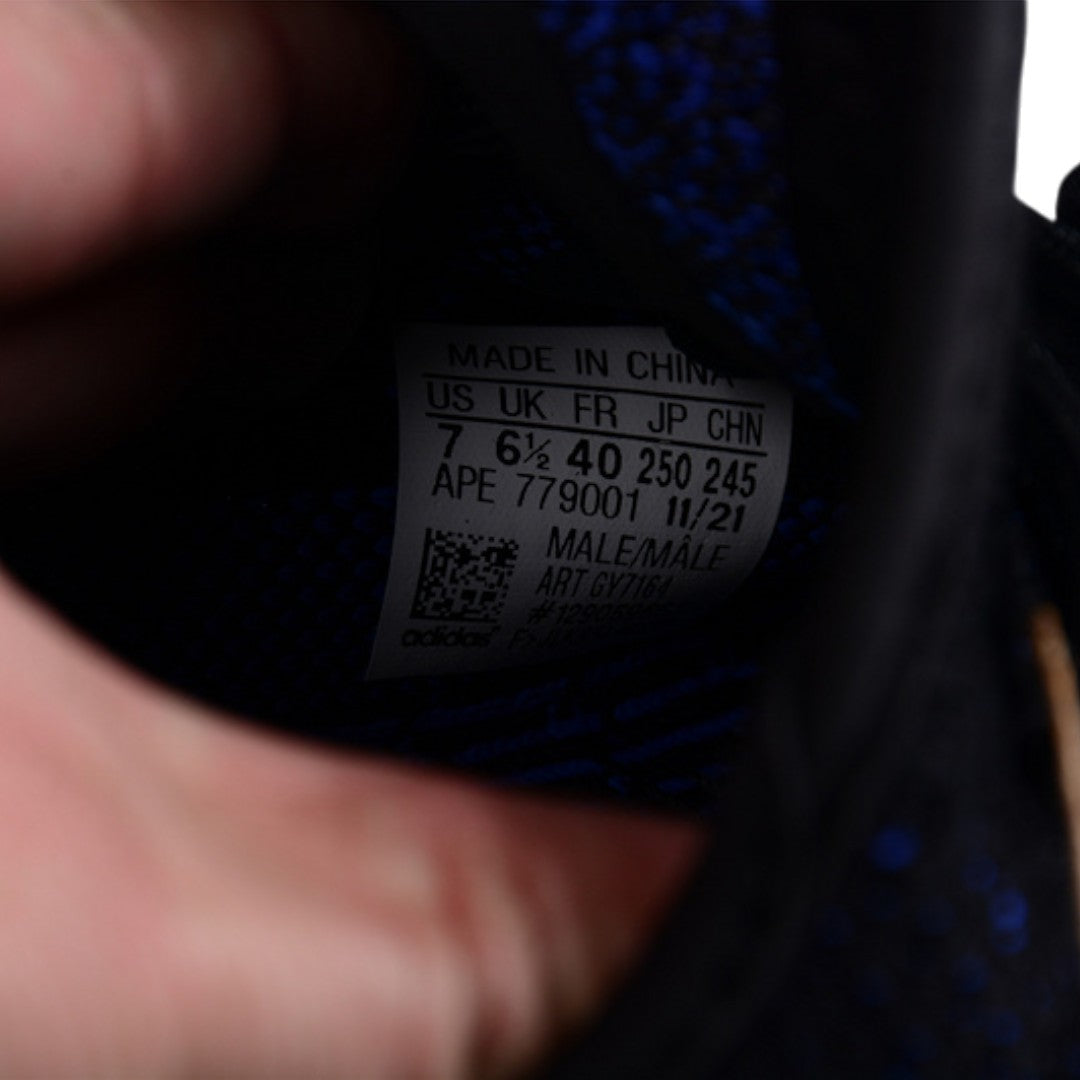 MADE IN CHINA
US UK FR JP CHN
7 6½ 40 250 245
APE 779001 11/21
MALE/MÂLE
ART GY7164
adidas